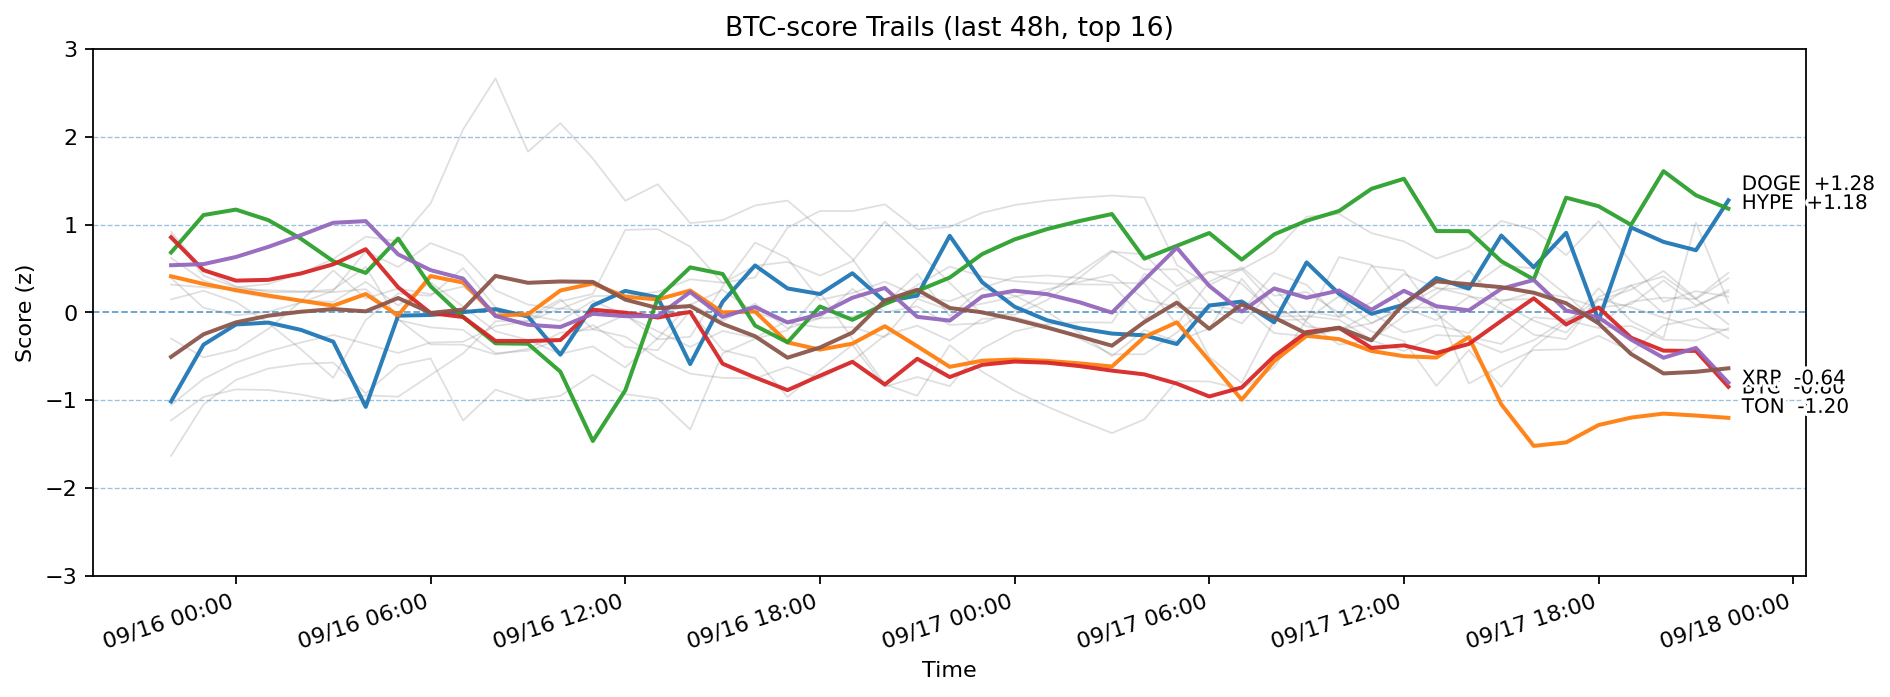 BTC-score Trails (last 48h, top 16)
Score (z)
3
2
1
0
−1
−2
−3
DOGE +1.28
HYPE +1.18
XRP -0.64
TON -1.20
09/16 00:00
09/16 06:00
09/16 12:00
09/16 18:00
09/17 00:00
09/17 06:00
09/17 12:00
09/17 18:00
09/18 00:00
Time